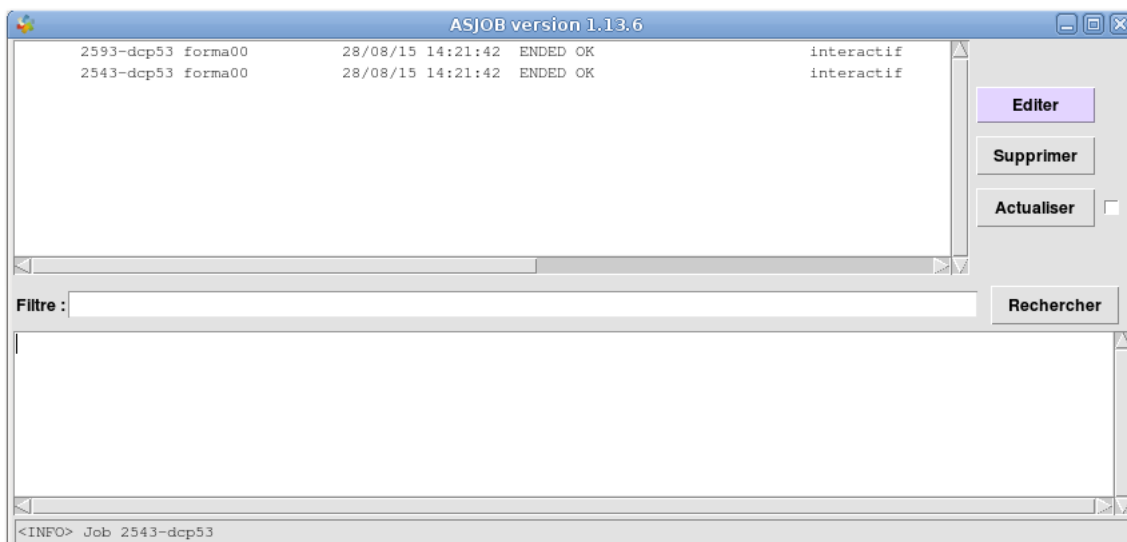 ASJOB version 1.13.6
2593-dcp53 forma00 28/08/15 14:21:42 ENDED OK interactif
2543-dcp53 forma00 28/08/15 14:21:42 ENDED OK interactif
Editer
Supprimer
Actualiser
Filtre :
Rechercher
<INFO> Job 2543-dcp53